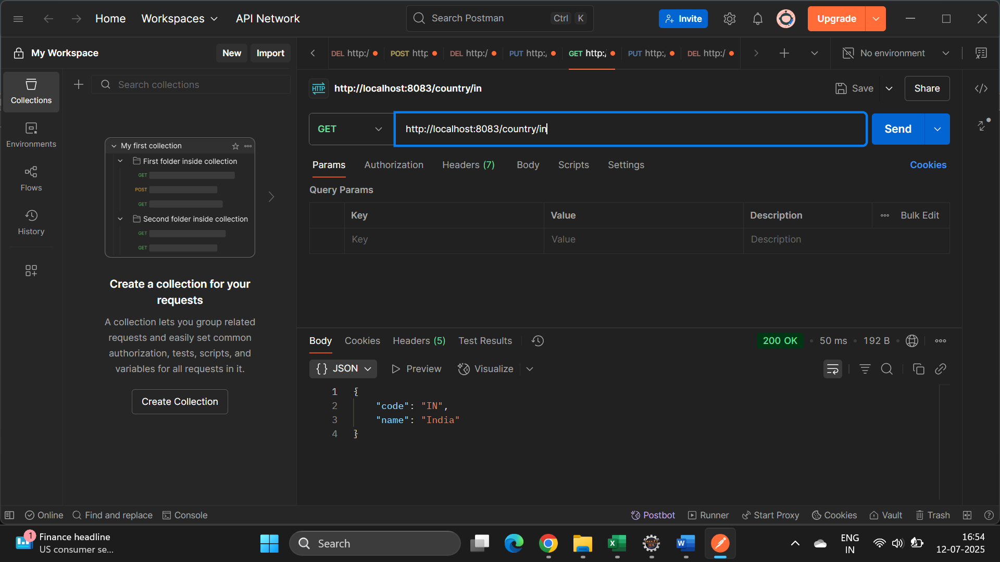 Home
Workspaces
API Network
Search Postman
Ctrl
K
Invite
Upgrade
My Workspace
New
Import
DEL http:/
POST http
DEL http:/
PUT http:
GET http:
PUT http:
DEL http:/
No environment
Collections
Environments
Flows
History
Search collections
My first collection
First folder inside collection
GET
POST
GET
Second folder inside collection
GET
GET
Create a collection for your
requests
A collection lets you group related
requests and easily set common
authorization, tests, scripts, and
variables for all requests in it.
Create Collection
HTTP
http://localhost:8083/country/in
Save
Share
GET
http://localhost:8083/country/in
Send
Params
Authorization
Headers (7)
Body
Scripts
Settings
Cookies
Query Params
Key
Value
Description
Bulk Edit
Key
Value
Description
Body
Cookies
Headers (5)
Test Results
200 OK
50 ms
192 B
{} JSON
Preview
Visualize
1 {
2 "code": "IN",
3 "name": "India"
4 }
Online
Find and replace
Console
Postbot
Runner
Start Proxy
Cookies
Vault
Trash
1
Finance headline
US consumer se...
Search
ENG
IN
16:54
12-07-2025